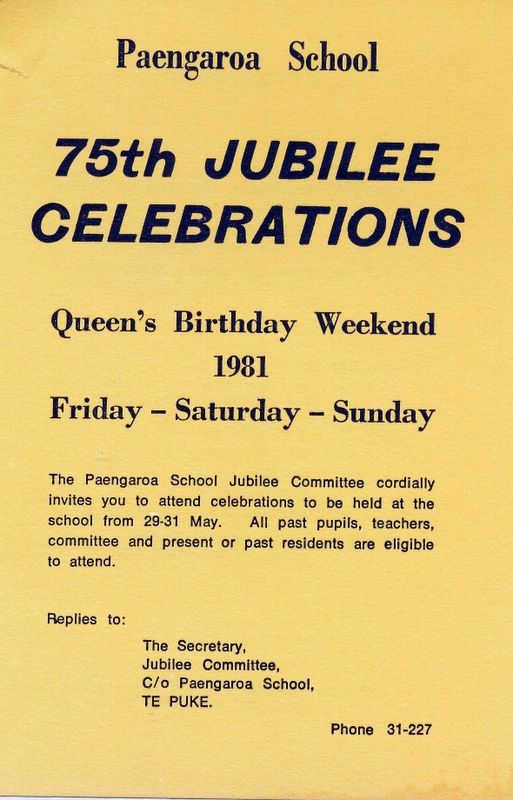 Paengaroa School
75th JUBILEE
CELEBRATIONS
Queen's Birthday Weekend
1981
Friday – Saturday – Sunday
The Paengaroa School Jubilee Committee cordially
invites you to attend celebrations to be held at the
school from 29-31 May. All past pupils, teachers,
committee and present or past residents are eligible
to attend.
Replies to:
The Secretary,
Jubilee Committee,
C/o Paengaroa School,
TE PUKE.
Phone 31-227